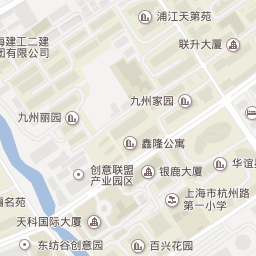 浦江天第苑
海建工二建
团有限公司
联升大厦
九州家园
九州丽园
鑫隆公寓
创意联盟
产业园区
银鹿大厦
华谊
上海市杭州路
第一小学
名苑
天科国际大厦
东纺谷创意园
百兴花园